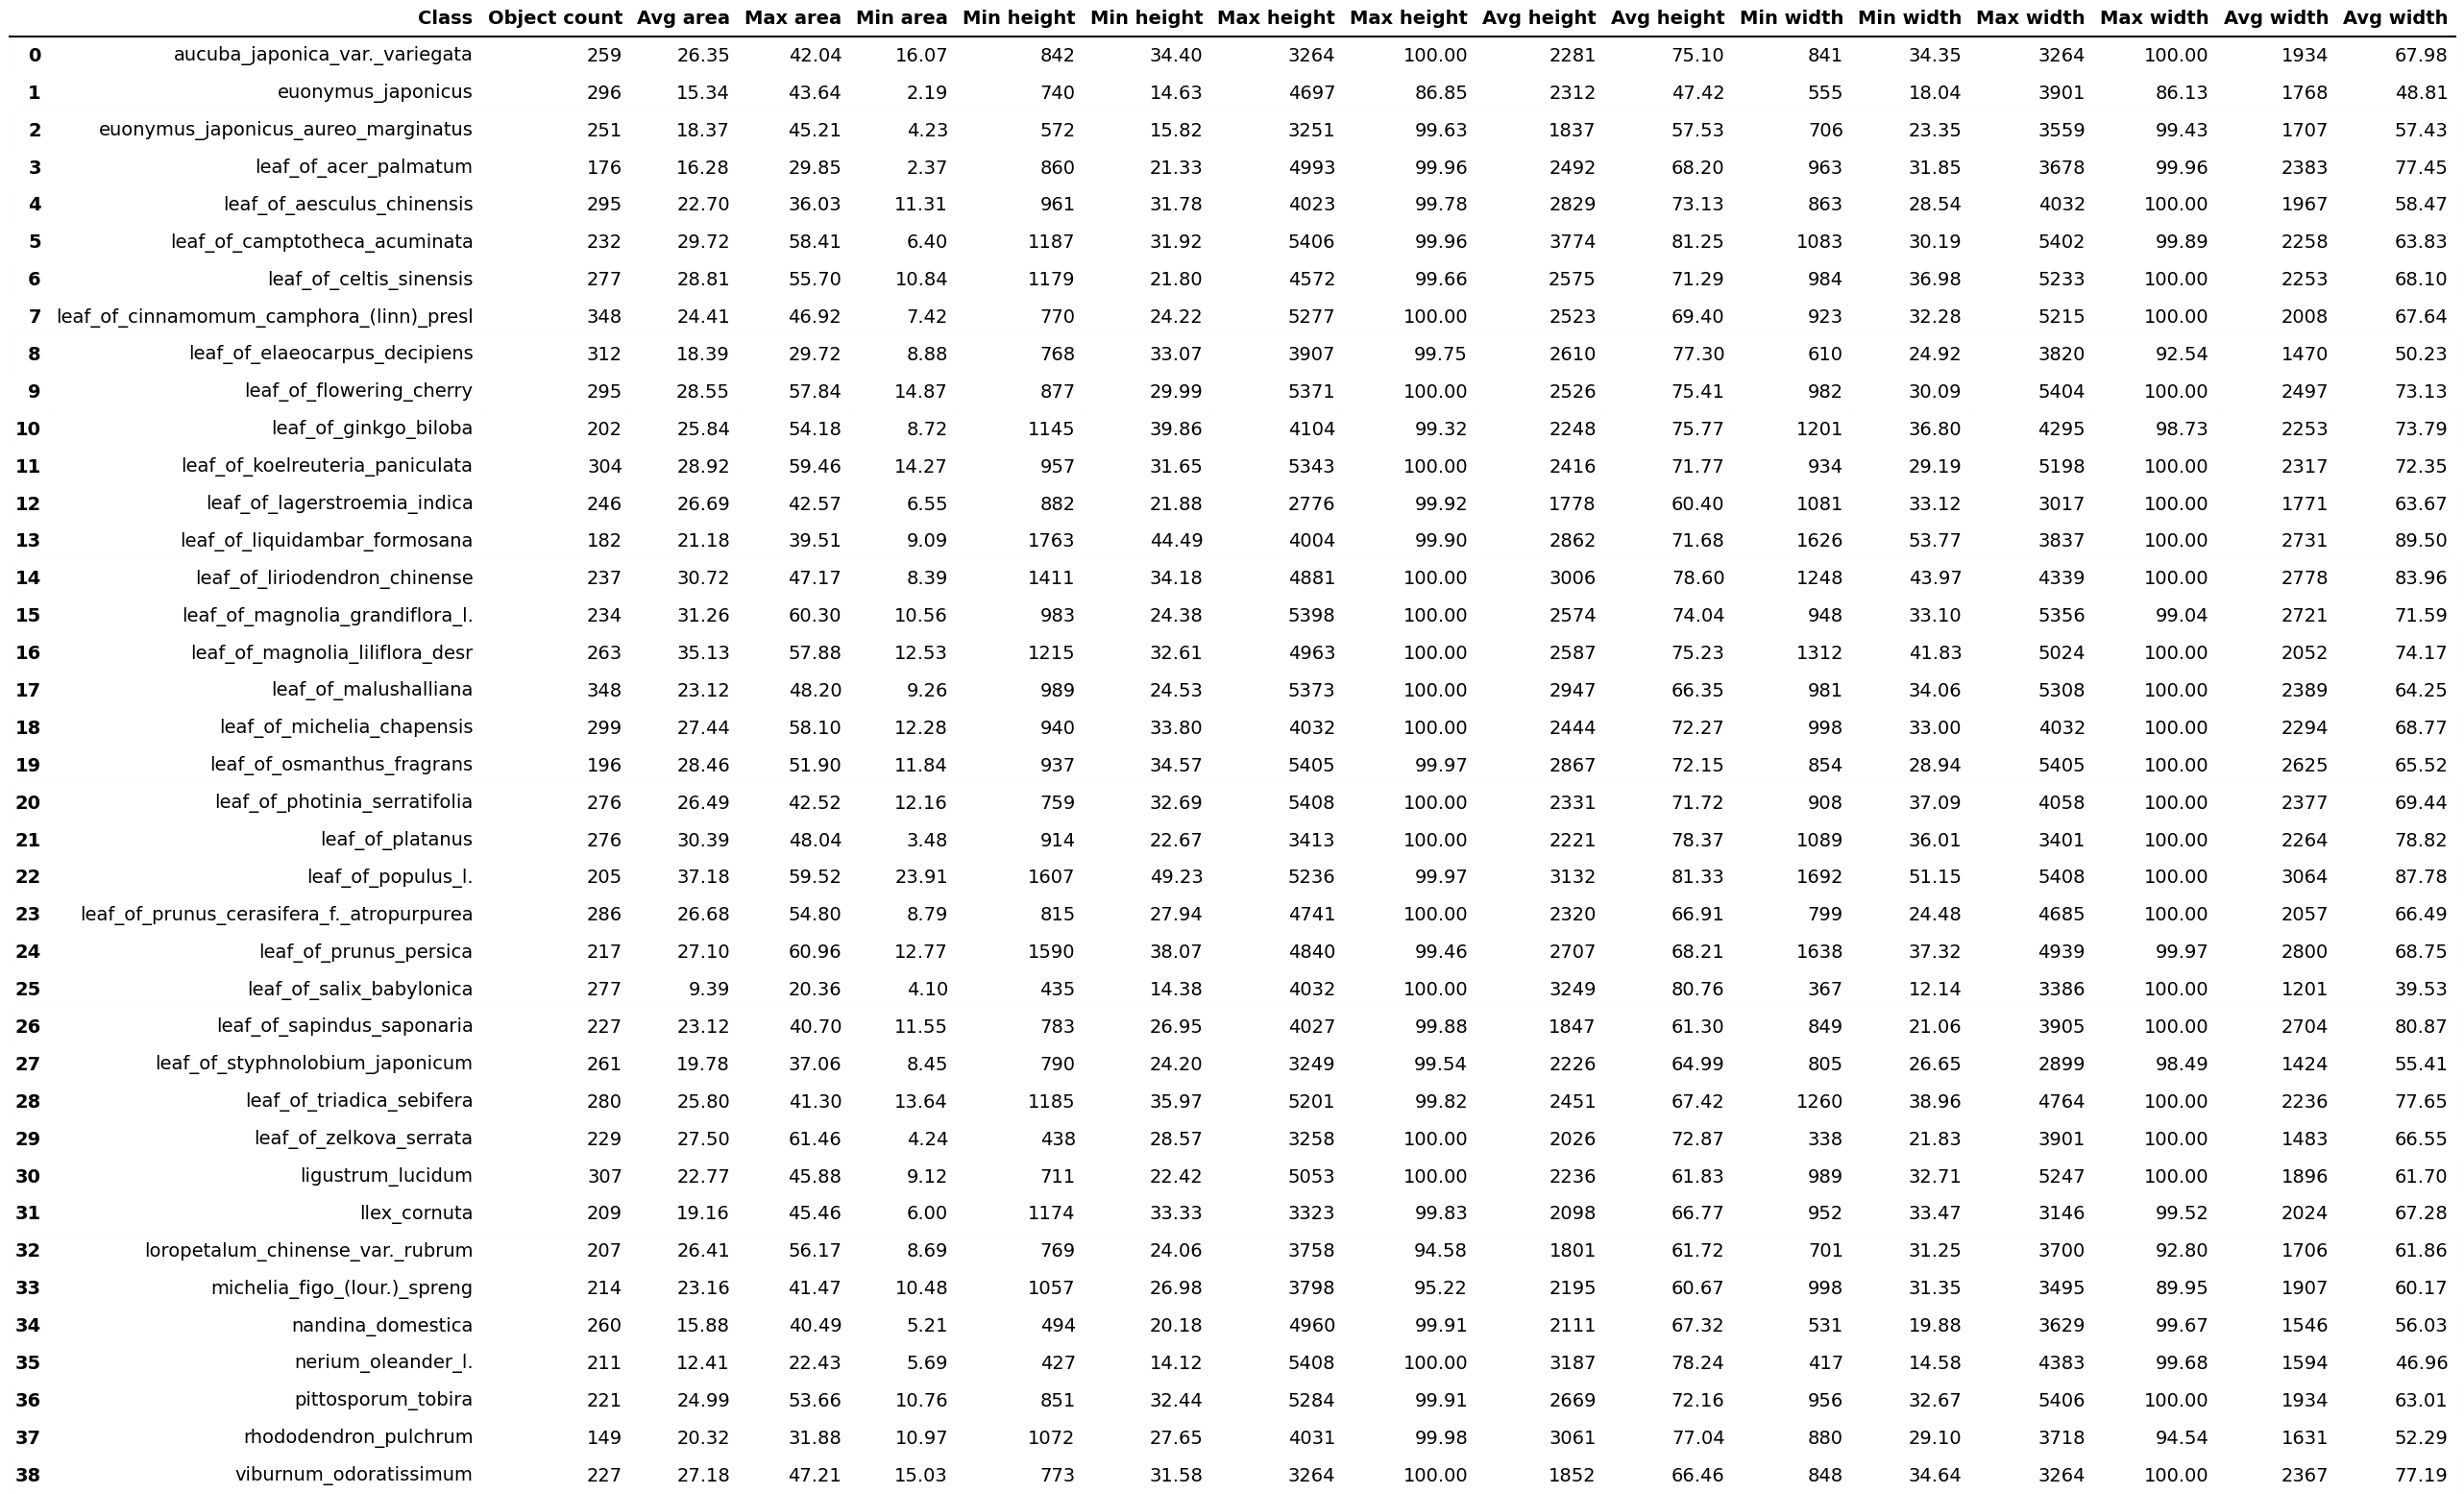 Class Object count Avg area Max area Min area Min height Min height Max height Max height Avg height Avg height Min width Min width Max width Max width Avg width Avg width
0 aucuba_japonica_var._variegata 259 26.35 42.04 16.07 842 34.40 3264 100.00 2281 75.10 841 34.35 3264 100.00 1934 67.98
1 euonymus_japonicus 296 15.34 43.64 2.19 740 14.63 4697 86.85 2312 47.42 555 18.04 3901 86.13 1768 48.81
2 euonymus_japonicus_aureo_marginatus 251 18.37 45.21 4.23 572 15.82 3251 99.63 1837 57.53 706 23.35 3559 99.43 1707 57.43
3 leaf_of_acer_palmatum 176 16.28 29.85 2.37 860 21.33 4993 99.96 2492 68.20 963 31.85 3678 99.96 2383 77.45
4 leaf_of_aesculus_chinensis 295 22.70 36.03 11.31 961 31.78 4023 99.78 2829 73.13 863 28.54 4032 100.00 1967 58.47
5 leaf_of_camptotheca_acuminata 232 29.72 58.41 6.40 1187 31.92 5406 99.96 3774 81.25 1083 30.19 5402 99.89 2258 63.83
6 leaf_of_celtis_sinensis 277 28.81 55.70 10.84 1179 21.80 4572 99.66 2575 71.29 984 36.98 5233 100.00 2253 68.10
7 leaf_of_cinnamomum_camphora_(linn)_presl 348 24.41 46.92 7.42 770 24.22 5277 100.00 2523 69.40 923 32.28 5215 100.00 2008 67.64
8 leaf_of_elaeocarpus_decipiens 312 18.39 29.72 8.88 768 33.07 3907 99.75 2610 77.30 610 24.92 3820 92.54 1470 50.23
9 leaf_of_flowering_cherry 295 28.55 57.84 14.87 877 29.99 5371 100.00 2526 75.41 982 30.09 5404 100.00 2497 73.13
10 leaf_of_ginkgo_biloba 202 25.84 54.18 8.72 1145 39.86 4104 99.32 2248 75.77 1201 36.80 4295 98.73 2253 73.79
11 leaf_of_koelreuteria_paniculata 304 28.92 59.46 14.27 957 31.65 5343 100.00 2416 71.77 934 29.19 5198 100.00 2317 72.35
12 leaf_of_lagerstroemia_indica 246 26.69 42.57 6.55 882 21.88 2776 99.92 1778 60.40 1081 33.12 3017 100.00 1771 63.67
13 leaf_of_liquidambar_formosana 182 21.18 39.51 9.09 1763 44.49 4004 99.90 2862 71.68 1626 53.77 3837 100.00 2731 89.50
14 leaf_of_liriodendron_chinense 237 30.72 47.17 8.39 1411 34.18 4881 100.00 3006 78.60 1248 43.97 4339 100.00 2778 83.96
15 leaf_of_magnolia_grandiflora_l. 234 31.26 60.30 10.56 983 24.38 5398 100.00 2574 74.04 948 33.10 5356 99.04 2721 71.59
16 leaf_of_magnolia_liliflora_desr 263 35.13 57.88 12.53 1215 32.61 4963 100.00 2587 75.23 1312 41.83 5024 100.00 2052 74.17
17 leaf_of_malushalliana 348 23.12 48.20 9.26 989 24.53 5373 100.00 2947 66.35 981 34.06 5308 100.00 2389 64.25
18 leaf_of_michelia_chapensis 299 27.44 58.10 12.28 940 33.80 4032 100.00 2444 72.27 998 33.00 4032 100.00 2294 68.77
19 leaf_of_osmanthus_fragrans 196 28.46 51.90 11.84 937 34.57 5405 99.97 2867 72.15 854 28.94 5405 100.00 2625 65.52
20 leaf_of_photinia_serratifolia 276 26.49 42.52 12.16 759 32.69 5408 100.00 2331 71.72 908 37.09 4058 100.00 2377 69.44
21 leaf_of_platanus 276 30.39 48.04 3.48 914 22.67 3413 100.00 2221 78.37 1089 36.01 3401 100.00 2264 78.82
22 leaf_of_populus_l. 205 37.18 59.52 23.91 1607 49.23 5236 99.97 3132 81.33 1692 51.15 5408 100.00 3064 87.78
23 leaf_of_prunus_cerasifera_f._atropurpurea 286 26.68 54.80 8.79 815 27.94 4741 100.00 2320 66.91 799 24.48 4685 100.00 2057 66.49
24 leaf_of_prunus_persica 217 27.10 60.96 12.77 1590 38.07 4840 99.46 2707 68.21 1638 37.32 4939 99.97 2800 68.75
25 leaf_of_salix_babylonica 277 9.39 20.36 4.10 435 14.38 4032 100.00 3249 80.76 367 12.14 3386 100.00 1201 39.53
26 leaf_of_sapindus_saponaria 227 23.12 40.70 11.55 783 26.95 4027 99.88 1847 61.30 849 21.06 3905 100.00 2704 80.87
27 leaf_of_styphnolobium_japonicum 261 19.78 37.06 8.45 790 24.20 3249 99.54 2226 64.99 805 26.65 2899 98.49 1424 55.41
28 leaf_of_triadica_sebifera 280 25.80 41.30 13.64 1185 35.97 5201 99.82 2451 67.42 1260 38.96 4764 100.00 2236 77.65
29 leaf_of_zelkova_serrata 229 27.50 61.46 4.24 438 28.57 3258 100.00 2026 72.87 338 21.83 3901 100.00 1483 66.55
30 ligustrum_lucidum 307 22.77 45.88 9.12 711 22.42 5053 100.00 2236 61.83 989 32.71 5247 100.00 1896 61.70
31 llex_cornuta 209 19.16 45.46 6.00 1174 33.33 3323 99.83 2098 66.77 952 33.47 3146 99.52 2024 67.28
32 loropetalum_chinense_var._rubrum 207 26.41 56.17 8.69 769 24.06 3758 94.58 1801 61.72 701 31.25 3700 92.80 1706 61.86
33 michelia_figo_(lour.)_spreng 214 23.16 41.47 10.48 1057 26.98 3798 95.22 2195 60.67 998 31.35 3495 89.95 1907 60.17
34 nandina_domestica 260 15.88 40.49 5.21 494 20.18 4960 99.91 2111 67.32 531 19.88 3629 99.67 1546 56.03
35 nerium_oleander_l. 211 12.41 22.43 5.69 427 14.12 5408 100.00 3187 78.24 417 14.58 4383 99.68 1594 46.96
36 pittosporum_tobira 221 24.99 53.66 10.76 851 32.44 5284 99.91 2669 72.16 956 32.67 5406 100.00 1934 63.01
37 rhododendron_pulchrum 149 20.32 31.88 10.97 1072 27.65 4031 99.98 3061 77.04 880 29.10 3718 94.54 1631 52.29
38 viburnum_odoratissimum 227 27.18 47.21 15.03 773 31.58 3264 100.00 1852 66.46 848 34.64 3264 100.00 2367 77.19